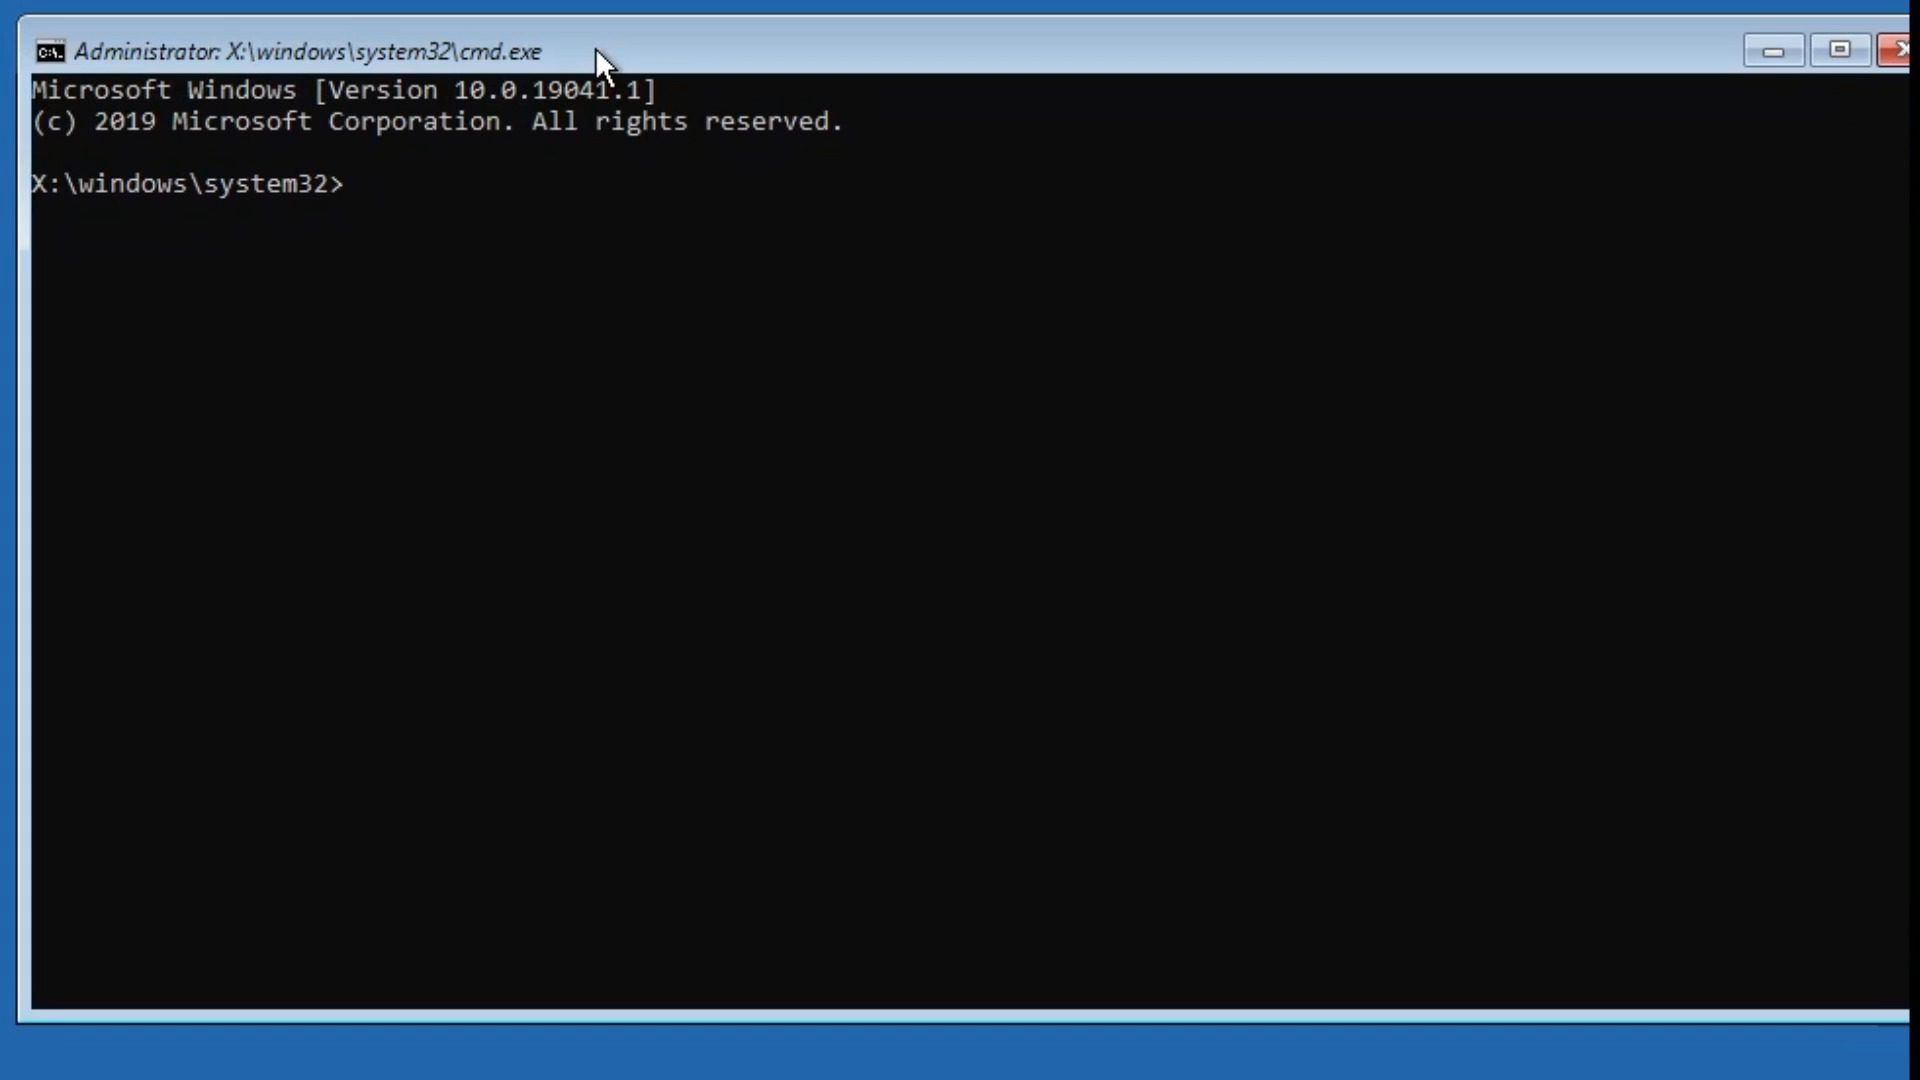 Administrator: X:\windows\system32\cmd.exe
Microsoft Windows [Version 10.0.19041.1]
(c) 2019 Microsoft Corporation. All rights reserved.
X:\windows\system32>